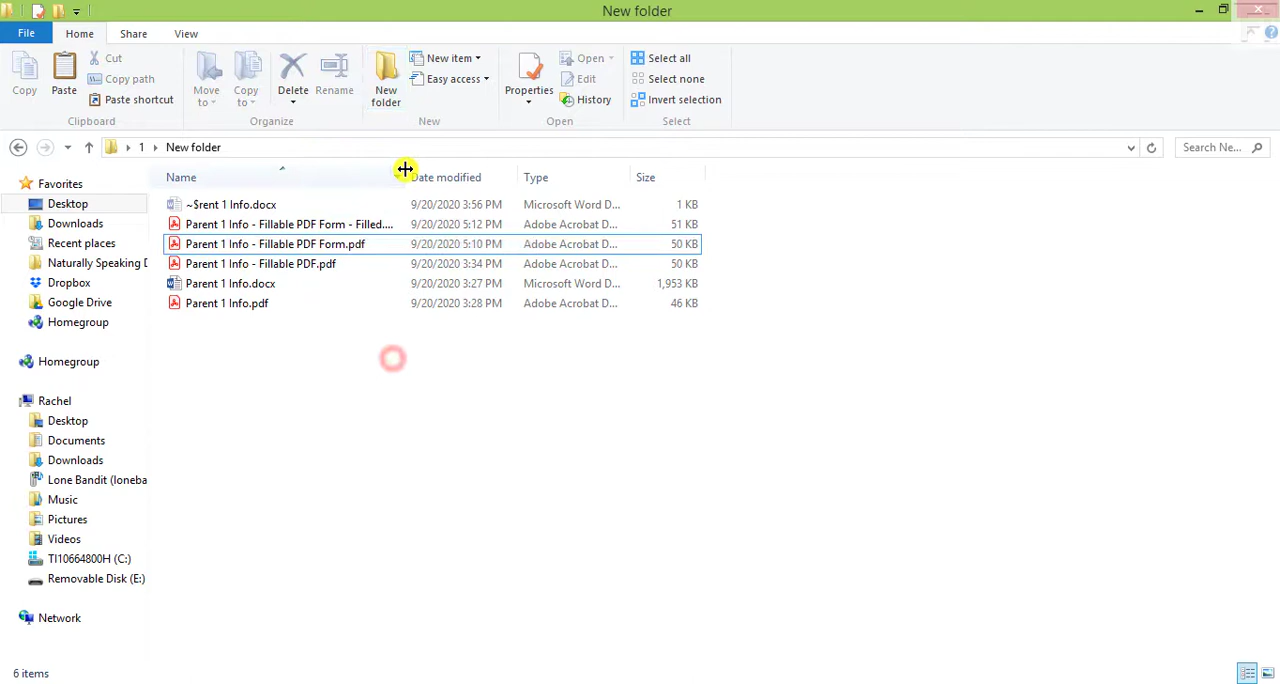 New folder
File Home Share View
Copy
Paste
Cut
Copy path
Paste shortcut
Clipboard
Move to
Copy to
Delete
Rename
Organize
New folder
New item
Easy access
New
Properties
Open
Edit
History
Open
Select all
Select none
Invert selection
Select
1 New folder
Search Ne...
Name Date modified Type Size
~$rent 1 Info.docx 9/20/2020 3:56 PM Microsoft Word D... 1 KB
Parent 1 Info - Fillable PDF Form - Filled.... 9/20/2020 5:12 PM Adobe Acrobat D... 51 KB
Parent 1 Info - Fillable PDF Form.pdf 9/20/2020 5:10 PM Adobe Acrobat D... 50 KB
Parent 1 Info - Fillable PDF.pdf 9/20/2020 3:34 PM Adobe Acrobat D... 50 KB
Parent 1 Info.docx 9/20/2020 3:27 PM Microsoft Word D... 1,953 KB
Parent 1 Info.pdf 9/20/2020 3:28 PM Adobe Acrobat D... 46 KB
Favorites
Desktop
Downloads
Recent places
Naturally Speaking D
Dropbox
Google Drive
Homegroup
Homegroup
Rachel
Desktop
Documents
Downloads
Lone Bandit (loneba
Music
Pictures
Videos
TI10664800H (C:)
Removable Disk (E:)
Network
6 items